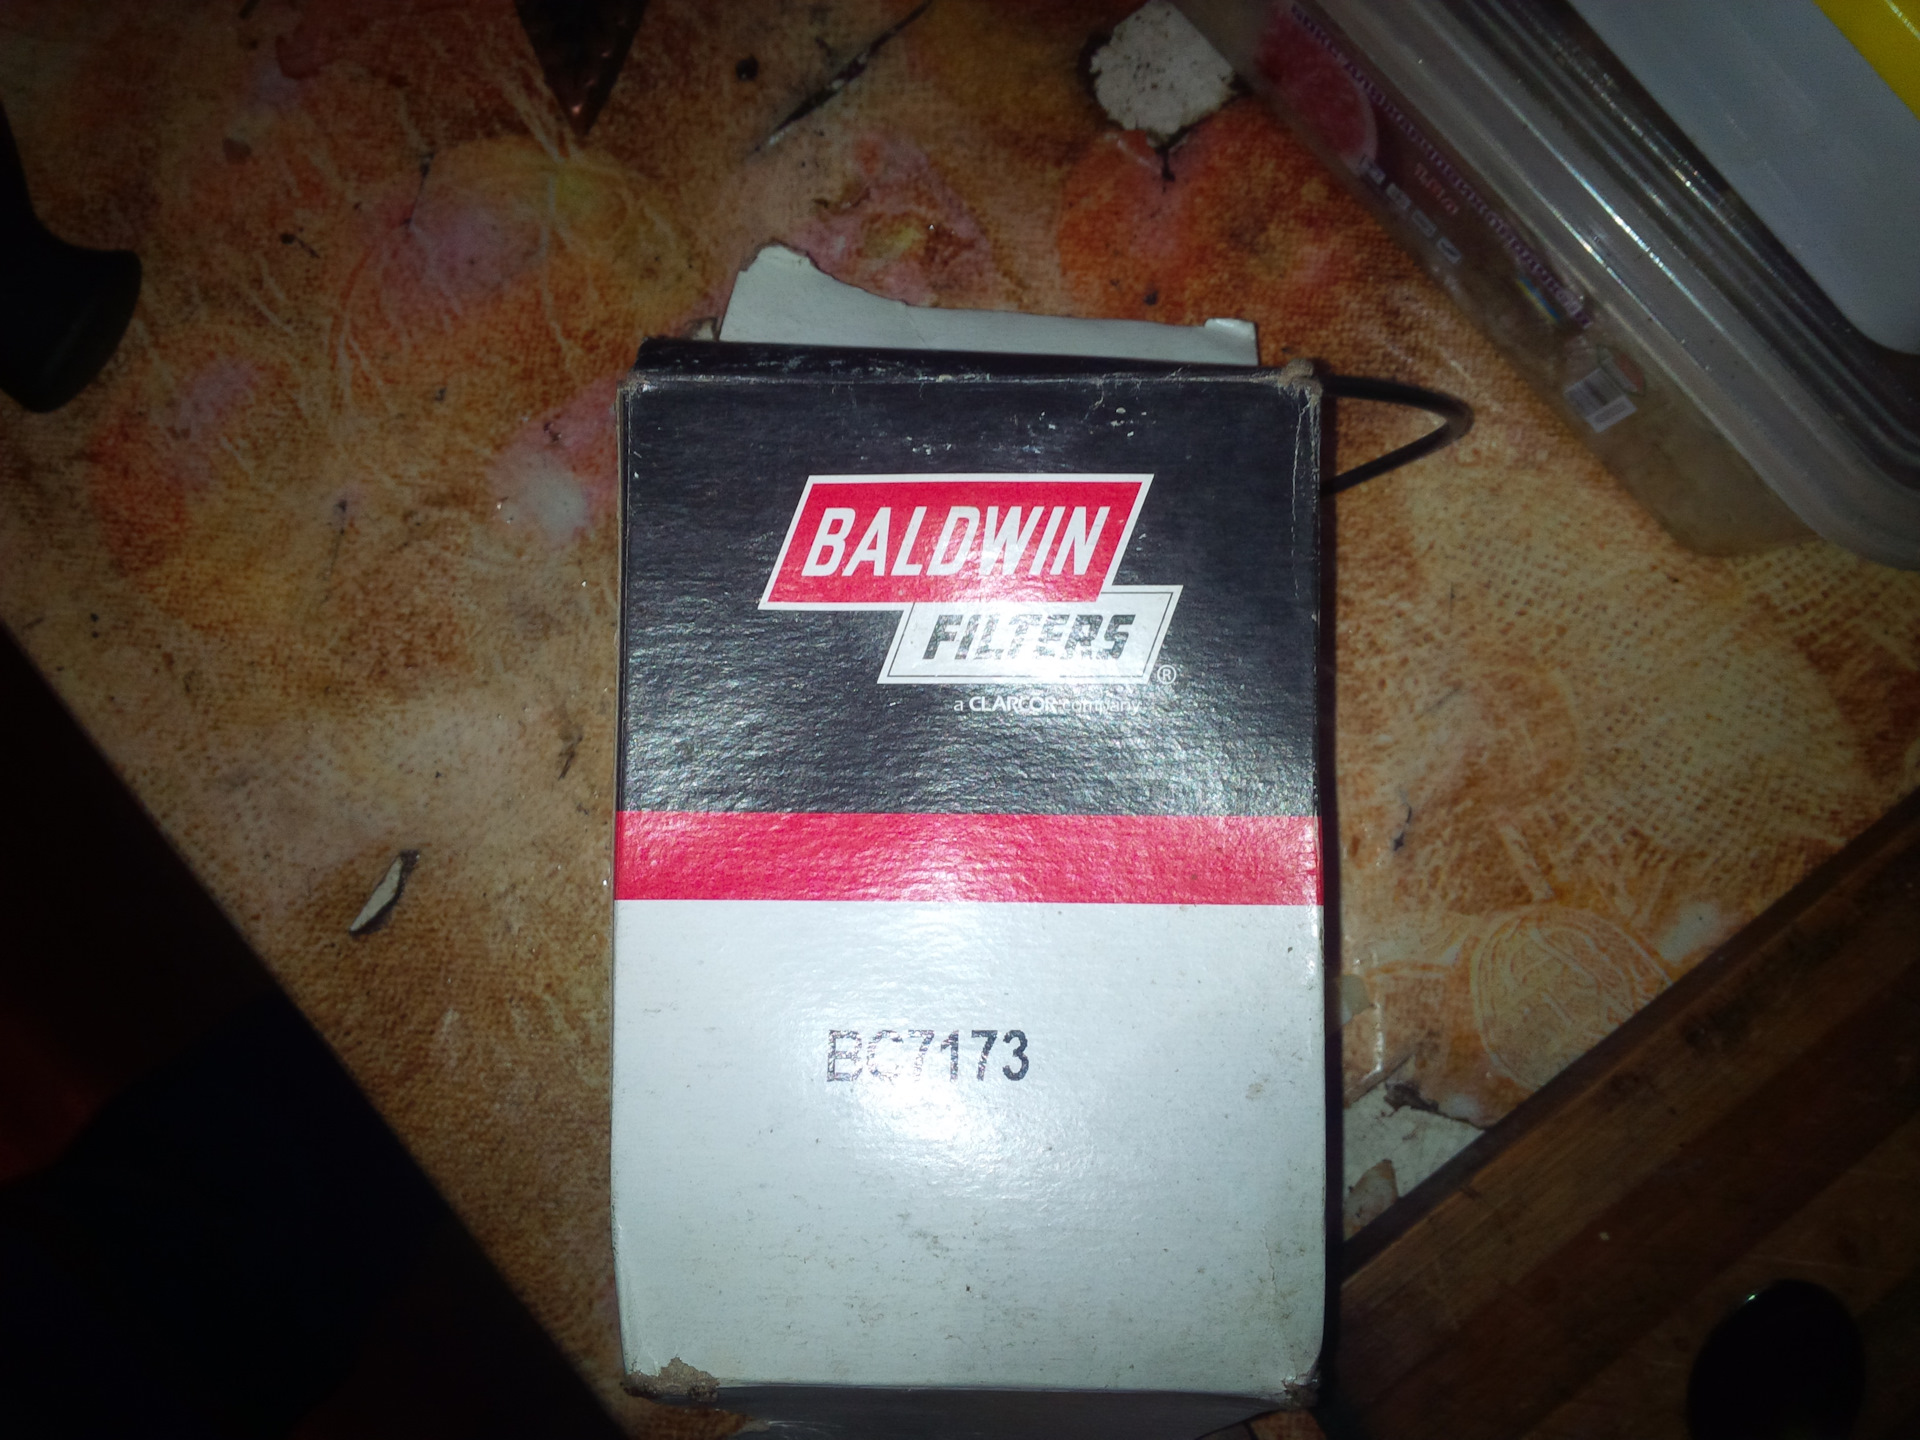 BALDWIN
FILTERS
®
a CLARCOR company
BC7173